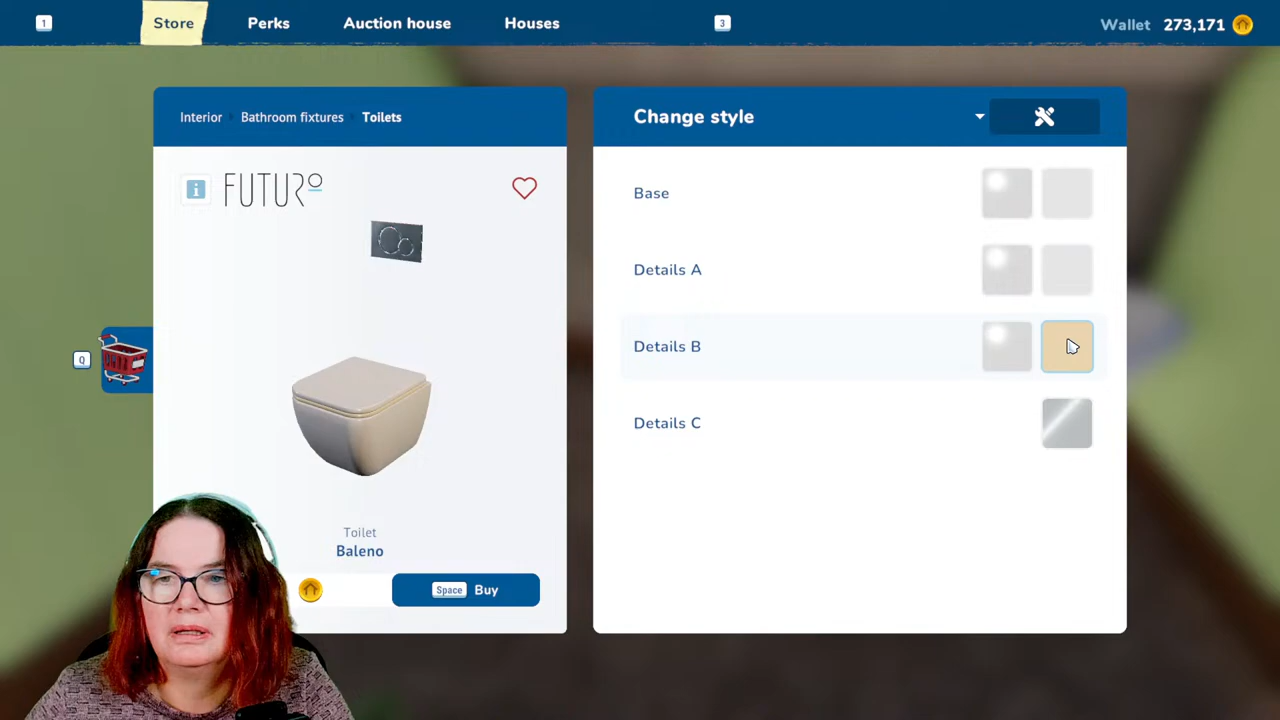 1
Store
Perks
Auction house
Houses
3
Wallet 273,171
Interior
Bathroom fixtures
Toilets
i
FUTURO
Q
Toilet
Baleno
Space Buy
Change style
Base
Details A
Details B
Details C